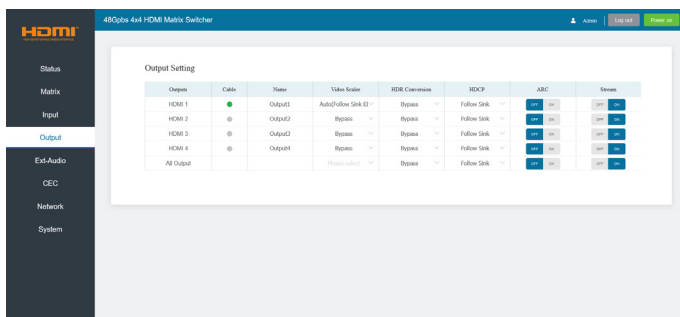 HDMI
48Gpbs 4x4 HDMI Matrix Switcher
Admin Log out Power on
Status
Matrix
Input
Output
Ext-Audio
CEC
Network
System
Output Setting
Outputs Cable Name Video Scaler HDR Conversion HDCP ARC Stream
HDMI 1 Output1 Auto(Follow Sink EI Bypass Follow Sink OFF ON OFF ON
HDMI 2 Output2 Bypass Bypass Follow Sink OFF ON OFF ON
HDMI 3 Output3 Bypass Bypass Follow Sink OFF ON OFF ON
HDMI 4 Output4 Bypass Bypass Follow Sink OFF ON OFF ON
All Output Please select Bypass Follow Sink OFF ON OFF ON